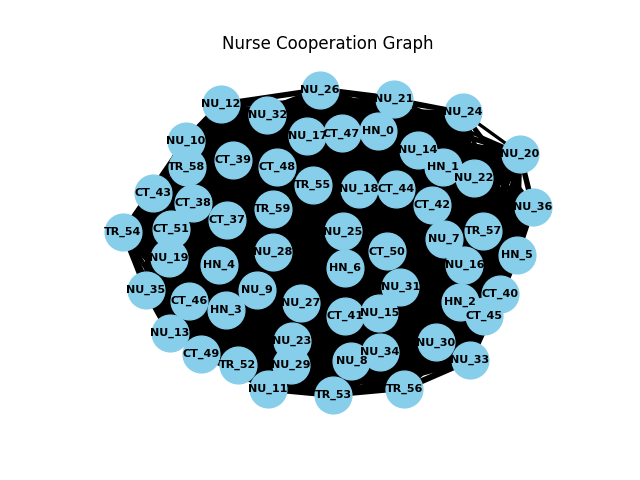 Nurse Cooperation Graph
NU_26
NU_21
NU_12
NU_24
NU_32
HN_0
CT_47
NU_17
NU_10
NU_14
NU_20
CT_39
TR_58
CT_48
HN_1
NU_22
TR_55
NU_18
CT_44
CT_43
CT_38
CT_42
NU_36
TR_59
CT_37
CT_51
TR_54
NU_25
TR_57
NU_7
NU_28
CT_50
HN_5
NU_19
HN_4
HN_6
NU_16
NU_31
NU_35
NU_9
CT_40
CT_46
NU_27
HN_2
HN_3
NU_15
CT_41
CT_45
NU_13
NU_23
NU_30
CT_49
NU_34
NU_8
NU_33
TR_52
NU_29
NU_11
TR_56
TR_53